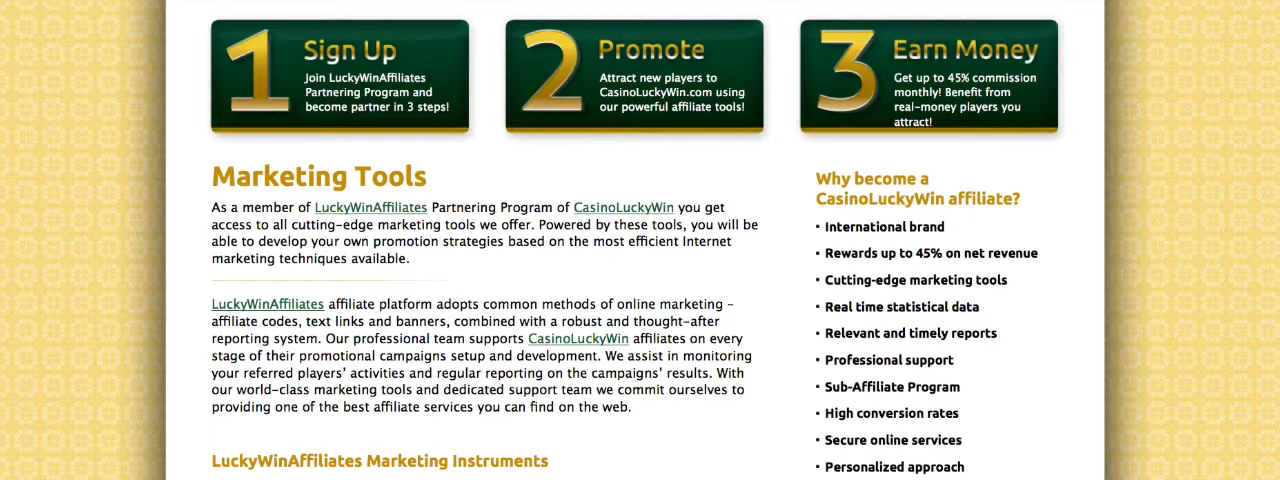 1 Sign Up
Join LuckyWinAffiliates
Partnering Program and
become partner in 3 steps!
2 Promote
Attract new players to
CasinoLuckyWin.com using
our powerful affiliate tools!
3 Earn Money
Get up to 45% commission
monthly! Benefit from
real-money players you
attract!
Marketing Tools
As a member of LuckyWinAffiliates Partnering Program of CasinoLuckyWin you get
access to all cutting-edge marketing tools we offer. Powered by these tools, you will be
able to develop your own promotion strategies based on the most efficient Internet
marketing techniques available.
LuckyWinAffiliates affiliate platform adopts common methods of online marketing –
affiliate codes, text links and banners, combined with a robust and thought-after
reporting system. Our professional team supports CasinoLuckyWin affiliates on every
stage of their promotional campaigns setup and development. We assist in monitoring
your referred players’ activities and regular reporting on the campaigns’ results. With
our world-class marketing tools and dedicated support team we commit ourselves to
providing one of the best affiliate services you can find on the web.
LuckyWinAffiliates Marketing Instruments
Why become a
CasinoLuckyWin affiliate?
• International brand
• Rewards up to 45% on net revenue
• Cutting-edge marketing tools
• Real time statistical data
• Relevant and timely reports
• Professional support
• Sub-Affiliate Program
• High conversion rates
• Secure online services
• Personalized approach